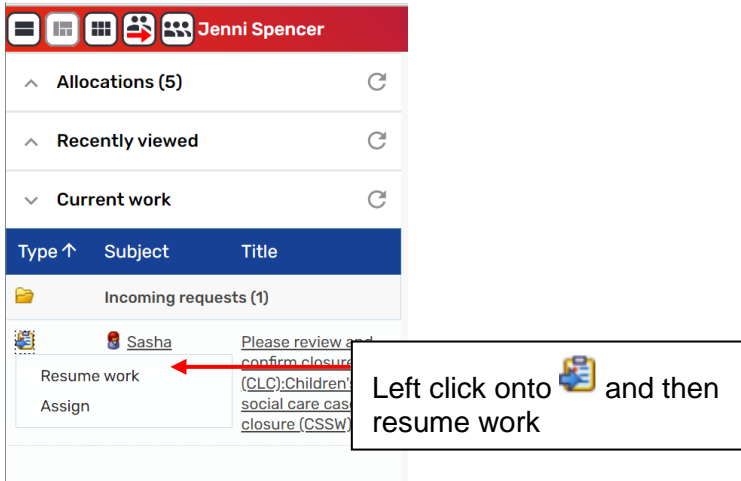 Jenni Spencer
Allocations (5)
Recently viewed
Current work
Type Subject Title
Incoming requests (1)
Sasha
Please review and
confirm closure
(CLC):Children's
social care case
closure (CSSW)
Resume work
Assign
Left click onto and then
resume work